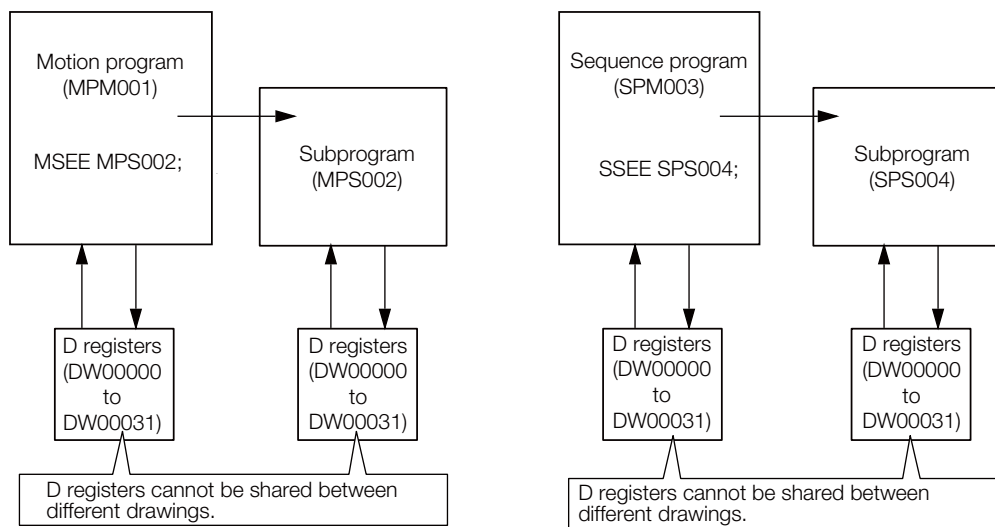 Motion program
(MPM001)
MSEE MPS002;
Subprogram
(MPS002)
D registers
(DW00000
to
DW00031)
D registers
(DW00000
to
DW00031)
D registers cannot be shared between
different drawings.
Sequence program
(SPM003)
SSEE SPS004;
Subprogram
(SPS004)
D registers
(DW00000
to
DW00031)
D registers
(DW00000
to
DW00031)
D registers cannot be shared between
different drawings.